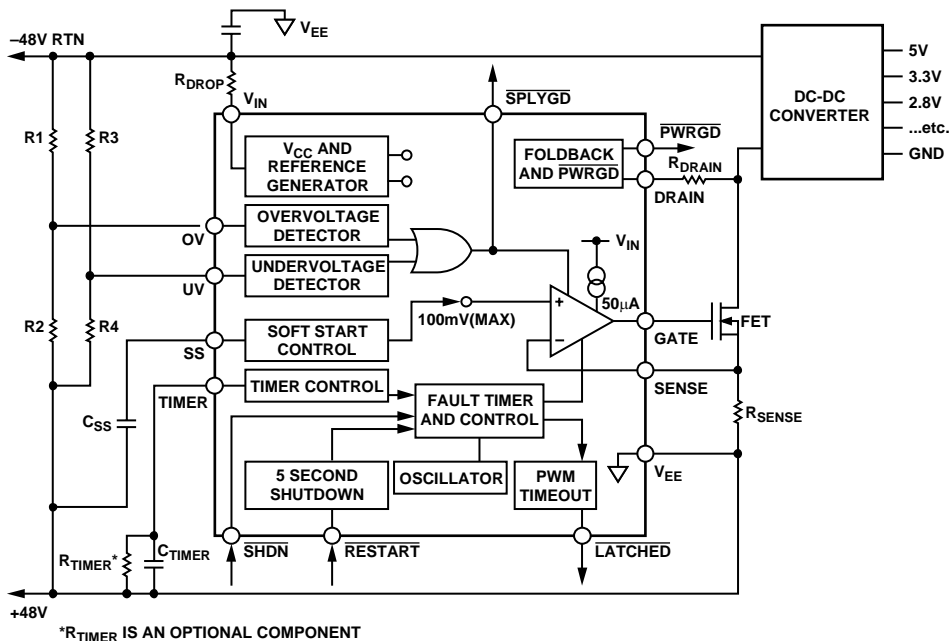 V_EE
–48V RTN
R_DROP
V_IN
SPLYGD
DC-DC
CONVERTER
5V
3.3V
2.8V
...etc.
GND
R1
R3
V_CC AND
REFERENCE
GENERATOR
FOLDBACK
AND PWRGD
PWRGD
R_DRAIN
DRAIN
OV
OVERVOLTAGE
DETECTOR
UV
UNDERVOLTAGE
DETECTOR
V_IN
50μA
+
–
100mV(MAX)
GATE
FET
R2
R4
SS
SOFT START
CONTROL
TIMER
TIMER CONTROL
FAULT TIMER
AND CONTROL
SENSE
R_SENSE
C_SS
V_EE
5 SECOND
SHUTDOWN
OSCILLATOR
PWM
TIMEOUT
R_TIMER*
C_TIMER
SHDN
RESTART
LATCHED
+48V
*R_TIMER IS AN OPTIONAL COMPONENT